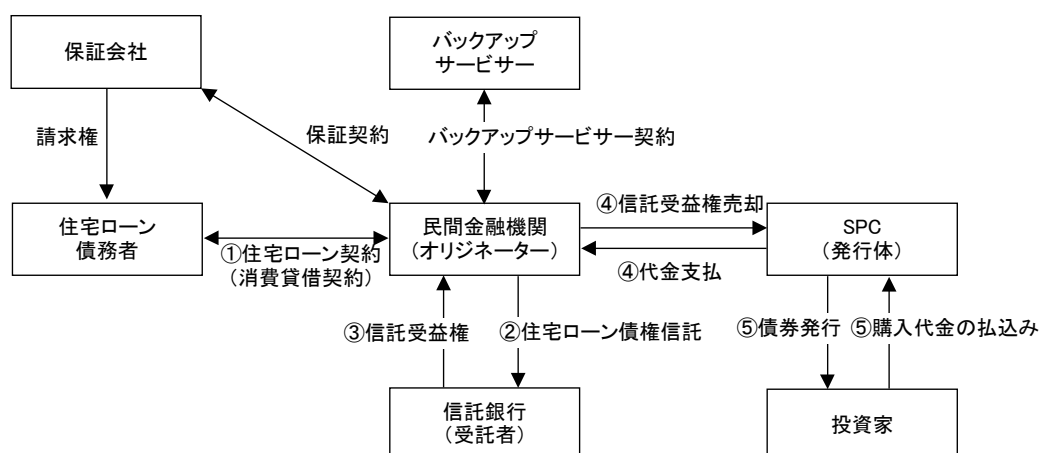 保証会社
バックアップ
サービサー
請求権
保証契約
バックアップサービサー契約
住宅ローン
債務者
①住宅ローン契約
（消費貸借契約）
民間金融機関
（オリジネーター）
④信託受益権売却
④代金支払
SPC
（発行体）
③信託受益権
②住宅ローン債権信託
⑤債券発行
⑤購入代金の払込み
信託銀行
（受託者）
投資家